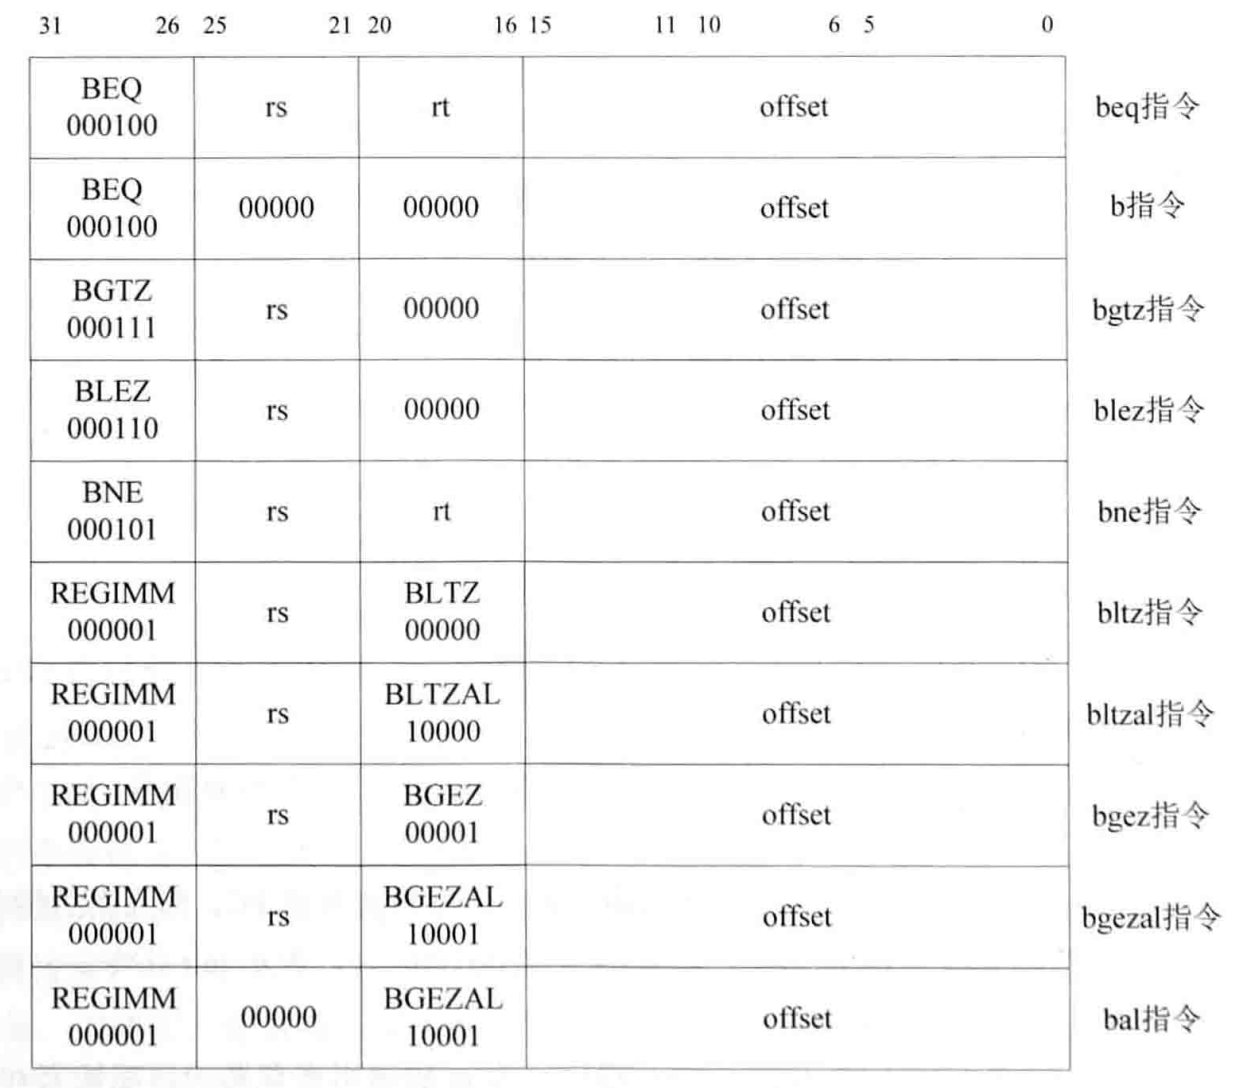 31 26 25 21 20 16 15 11 10 6 5 0
BEQ
000100 rs rt offset beq指令
BEQ
000100 00000 00000 offset b指令
BGTZ
000111 rs 00000 offset bgtz指令
BLEZ
000110 rs 00000 offset blez指令
BNE
000101 rs rt offset bne指令
REGIMM BLTZ
000001 rs 00000 offset bltz指令
REGIMM BLTZAL
000001 rs 10000 offset bltzal指令
REGIMM BGEZ
000001 rs 00001 offset bgez指令
REGIMM BGEZAL
000001 rs 10001 offset bgezal指令
REGIMM BGEZAL
000001 00000 10001 offset bal指令